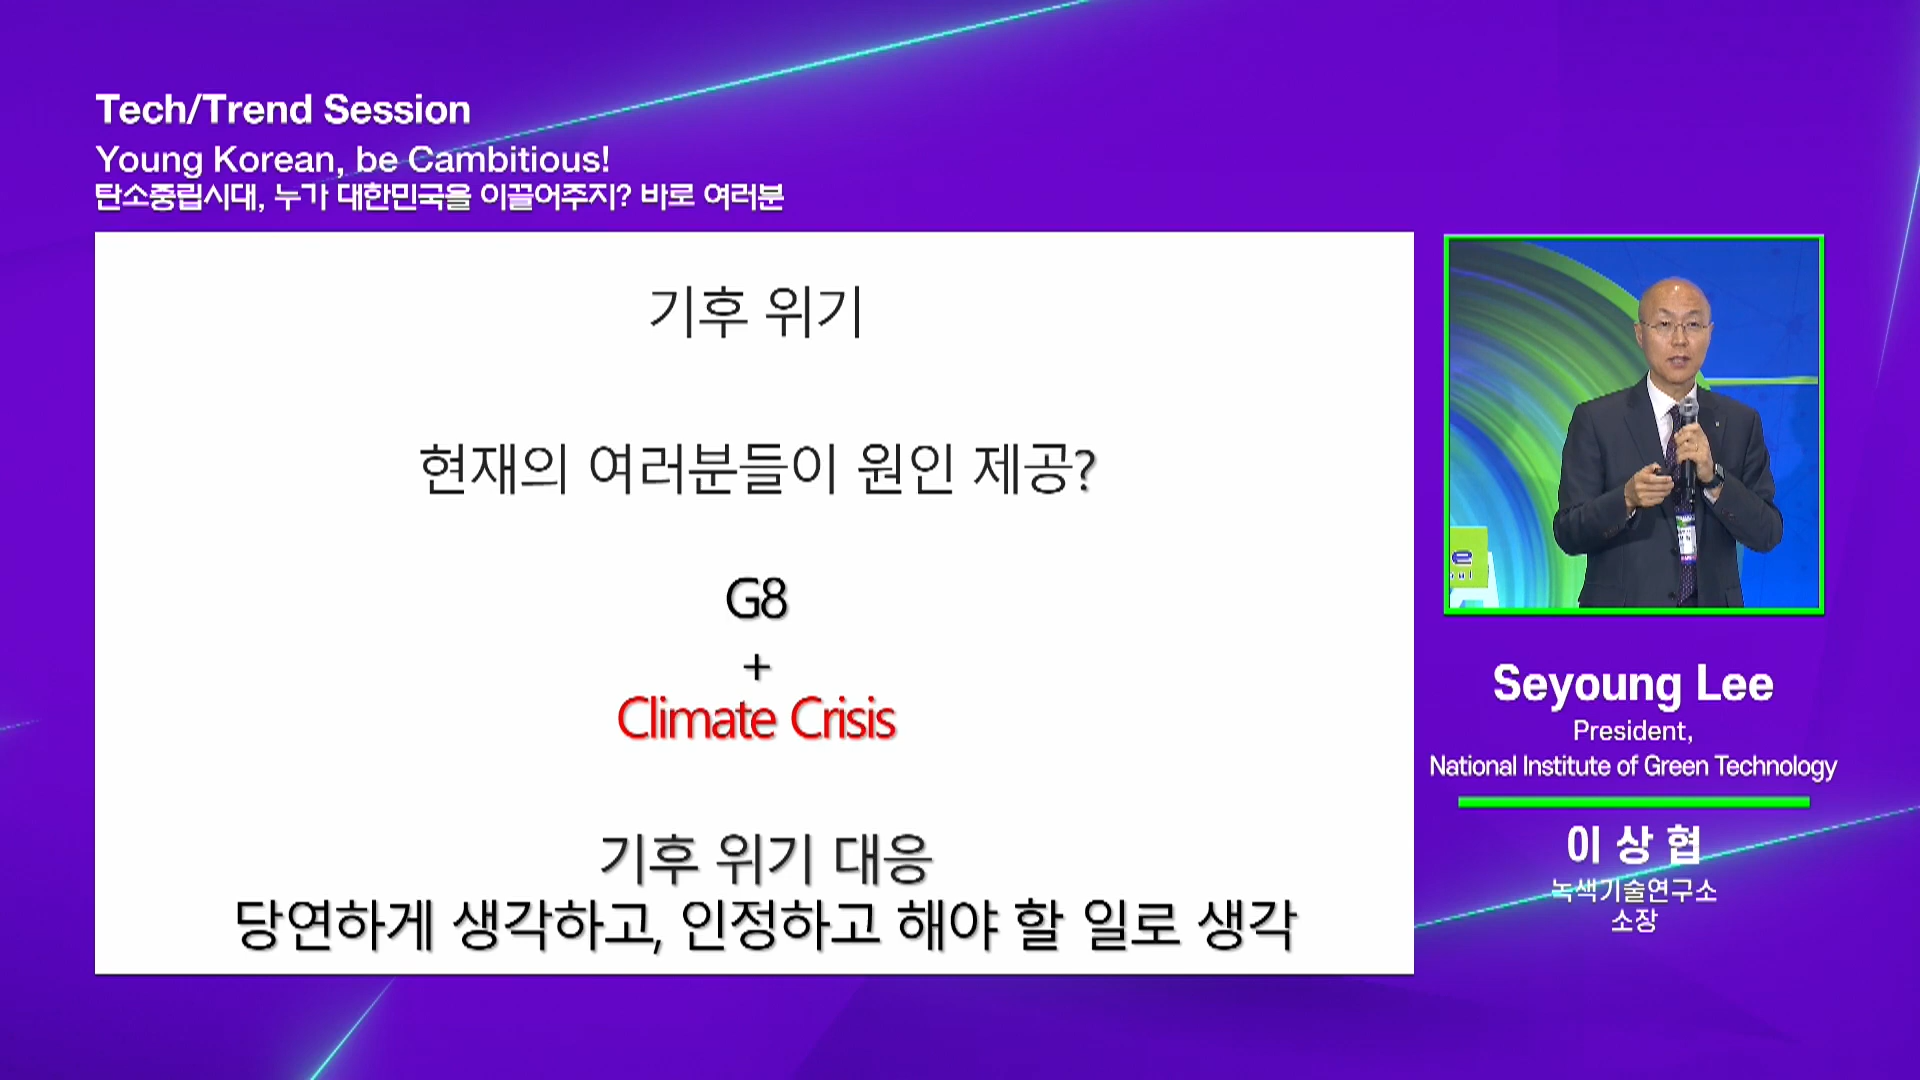 Tech/Trend Session
Young Korean, be Cambitious!
탄소중립시대, 누가 대한민국을 이끌어주지? 바로 여러분
기후 위기
현재의 여러분들이 원인 제공?
G8
+
Climate Crisis
기후 위기 대응
당연하게 생각하고, 인정하고 해야 할 일로 생각
e
Seyoung Lee
President,
National Institute of Green Technology
이상협
녹색기술연구소
소장